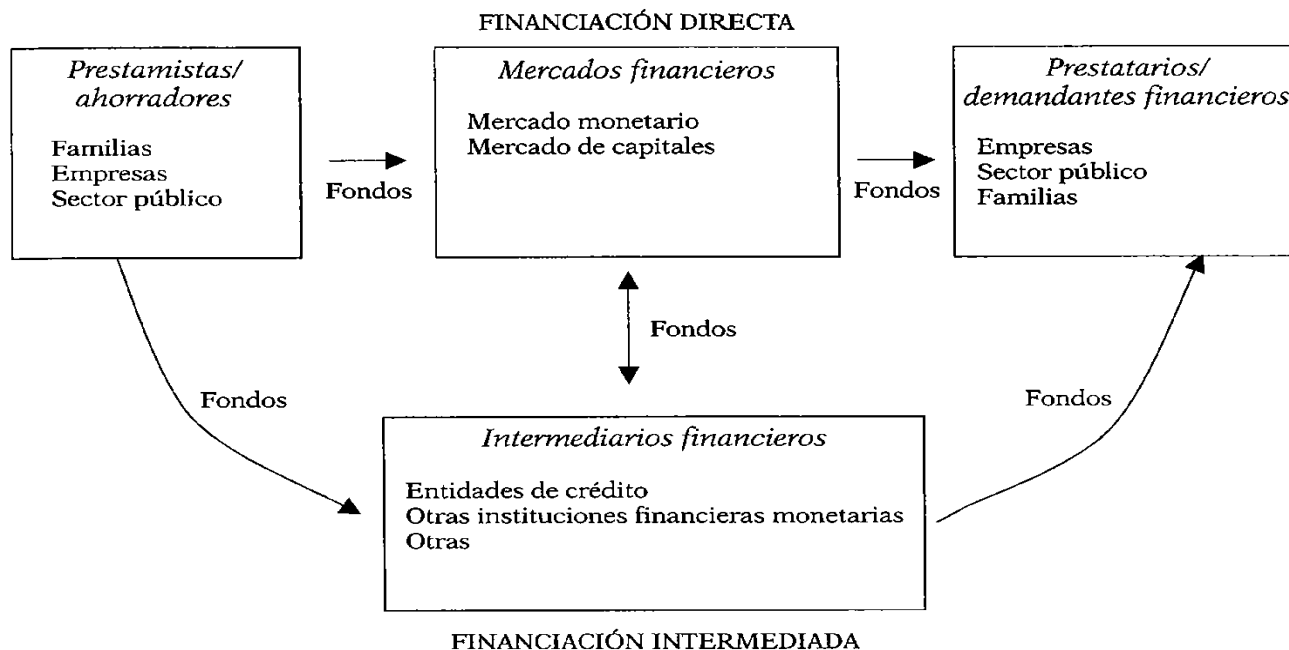 FINANCIACIÓN DIRECTA
Prestamistas/
ahorradores
Familias
Empresas
Sector público
Fondos
Mercados financieros
Mercado monetario
Mercado de capitales
Fondos
Prestatarios/
demandantes financieros
Empresas
Sector público
Familias
Fondos
Fondos
Fondos
Intermediarios financieros
Entidades de crédito
Otras instituciones financieras monetarias
Otras
FINANCIACIÓN INTERMEDIADA